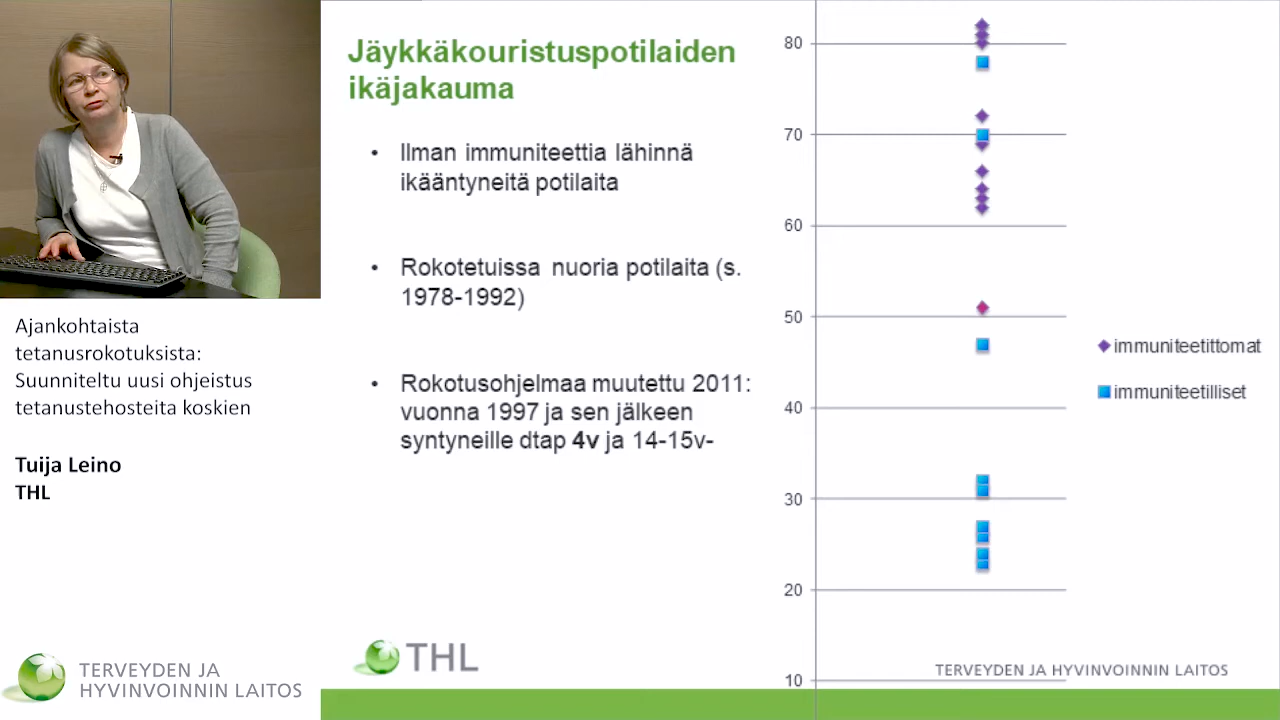 Jäykkäkouristuspotilaiden
ikäjakauma
• Ilman immuniteettia lähinnä
ikääntyneitä potilaita
• Rokotetuissa nuoria potilaita (s.
1978-1992)
• Rokotusohjelmaa muutettu 2011:
vuonna 1997 ja sen jälkeen
syntyneille dtap 4v ja 14-15v-
80
70
60
50
40
30
20
10
immuniteetittomat
immuniteetilliset
THL
TERVEYDEN JA HYVINVOINNIN LAITOS
Ajankohtaista
tetanusrokotuksista:
Suunniteltu uusi ohjeistus
tetanustehosteita koskien
Tuija Leino
THL
TERVEYDEN JA
HYVINVOINNIN LAITOS